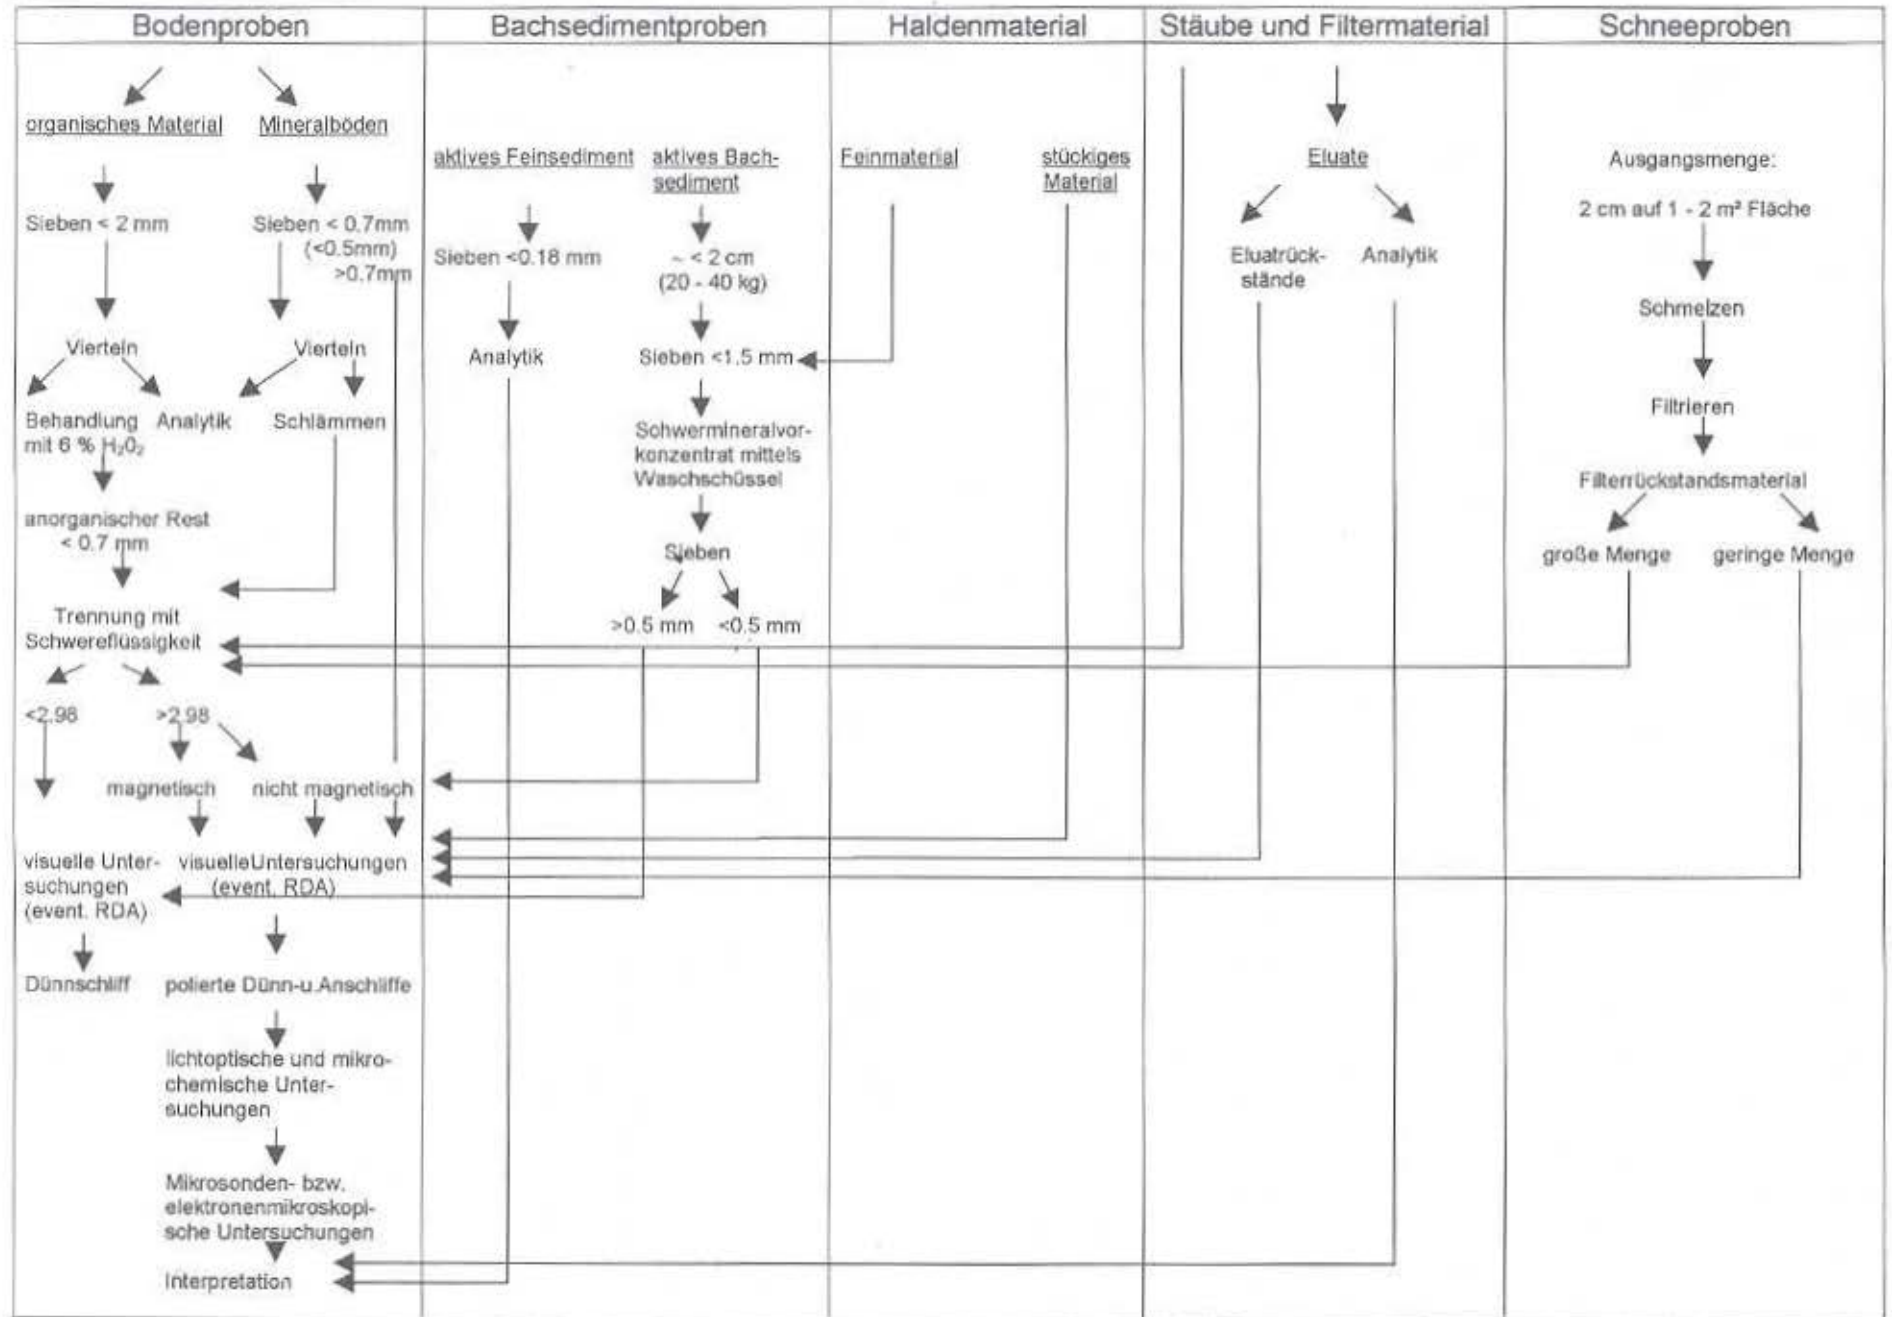 Bodenproben
Bachsedimentproben
Haldenmaterial
Stäube und Filtermaterial
Schneeproben
organisches Material
Mineralböden
Sieben < 2 mm
Sieben < 0.7mm
(<0.5mm)
>0.7mm
Vierteln
Vierteln
Behandlung
mit 6 % H₂0₂
Analytik
Schlämmen
anorganischer Rest
< 0.7 mm
Trennung mit
Schwereflüssigkeit
<2.98
>2.98
magnetisch
nicht magnetisch
visuelle Unter-
suchungen
(event. RDA)
visuelleUntersuchungen
(event. RDA)
Dünnschliff
polierte Dünn-u.Anschliffe
lichtoptische und mikro-
chemische Unter-
suchungen
Mikrosonden- bzw.
elektronenmikroskopi-
sche Untersuchungen
Interpretation
aktives Feinsediment
Sieben <0.18 mm
Analytik
aktives Bach-
sediment
~ < 2 cm
(20 - 40 kg)
Sieben <1.5 mm
Schwermineralvor-
konzentrat mittels
Waschschüssel
Sieben
>0.5 mm
<0.5 mm
Feinmaterial
stückiges
Material
Eluate
Eluatrück-
stände
Analytik
Ausgangsmenge:
2 cm auf 1 - 2 m² Fläche
Schmelzen
Filtrieren
Filterrückstandsmaterial
große Menge
geringe Menge